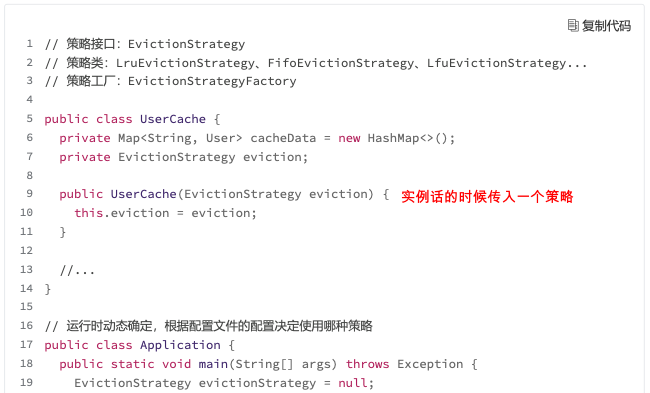 复制代码
1 // 策略接口：EvictionStrategy
2 // 策略类：LruEvictionStrategy、FifoEvictionStrategy、LfuEvictionStrategy...
3 // 策略工厂：EvictionStrategyFactory
4
5 public class UserCache {
6   private Map<String, User> cacheData = new HashMap<>();
7   private EvictionStrategy eviction;
8
9   public UserCache(EvictionStrategy eviction) { 实例话的时候传入一个策略
10     this.eviction = eviction;
11   }
12
13   //...
14 }
15
16 // 运行时动态确定，根据配置文件的配置决定使用哪种策略
17 public class Application {
18   public static void main(String[] args) throws Exception {
19     EvictionStrategy evictionStrategy = null;